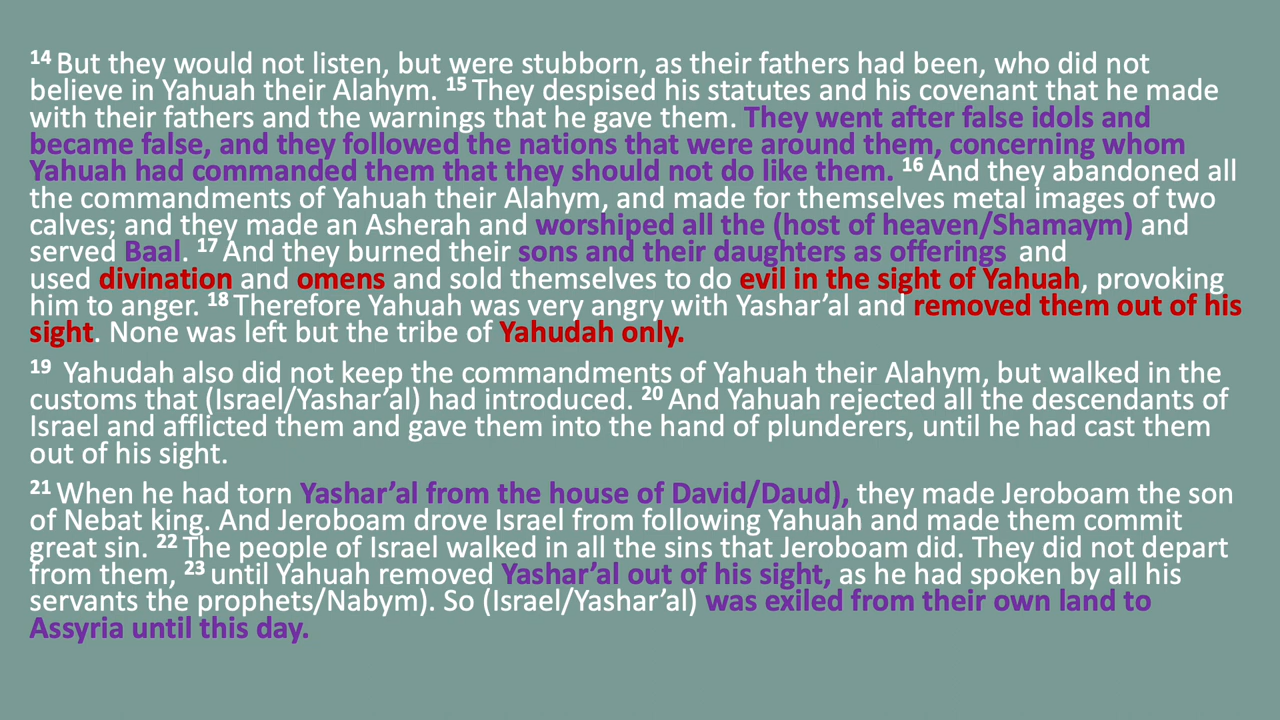 14 But they would not listen, but were stubborn, as their fathers had been, who did not
believe in Yahuah their Alahym. 15 They despised his statutes and his covenant that he made
with their fathers and the warnings that he gave them. They went after false idols and
became false, and they followed the nations that were around them, concerning whom
Yahuah had commanded them that they should not do like them. 16 And they abandoned all
the commandments of Yahuah their Alahym, and made for themselves metal images of two
calves; and they made an Asherah and worshiped all the (host of heaven/Shamaym) and
served Baal. 17 And they burned their sons and their daughters as offerings and
used divination and omens and sold themselves to do evil in the sight of Yahuah, provoking
him to anger. 18 Therefore Yahuah was very angry with Yashar’al and removed them out of his
sight. None was left but the tribe of Yahudah only.
19 Yahudah also did not keep the commandments of Yahuah their Alahym, but walked in the
customs that (Israel/Yashar’al) had introduced. 20 And Yahuah rejected all the descendants of
Israel and afflicted them and gave them into the hand of plunderers, until he had cast them
out of his sight.
21 When he had torn Yashar’al from the house of David/Daud), they made Jeroboam the son
of Nebat king. And Jeroboam drove Israel from following Yahuah and made them commit
great sin. 22 The people of Israel walked in all the sins that Jeroboam did. They did not depart
from them, 23 until Yahuah removed Yashar’al out of his sight, as he had spoken by all his
servants the prophets/Nabym). So (Israel/Yashar’al) was exiled from their own land to
Assyria until this day.